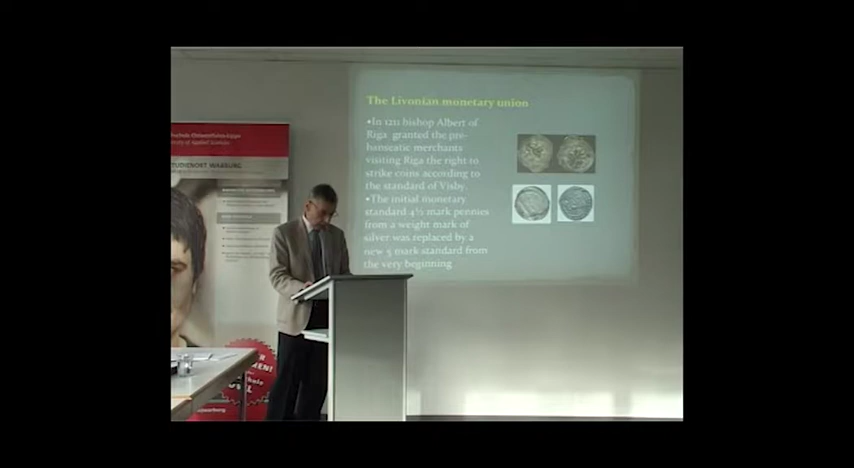 The Livonian monetary union
•In 1211 bishop Albert of
Riga granted the pre-
hanseatic merchants
visiting Riga the right to
strike coins according to
the standard of Visby.
•The initial monetary
standard 4½ mark pennies
from a weight mark of
silver was replaced by a
new 5 mark standard from
the very beginning
STUDIENORT WARBURG